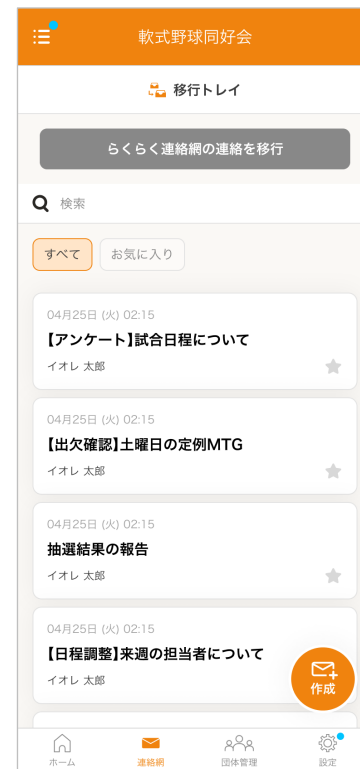 軟式野球同好会
移行トレイ
らくらく連絡網の連絡を移行
検索
すべて
お気に入り
04月25日 (火) 02:15
【アンケート】試合日程について
イオレ 太郎
04月25日 (火) 02:15
【出欠確認】土曜日の定例MTG
イオレ 太郎
04月25日 (火) 02:15
抽選結果の報告
イオレ 太郎
04月25日 (火) 02:15
【日程調整】来週の担当者について
イオレ 太郎
作成
ホーム
連絡網
団体管理
設定